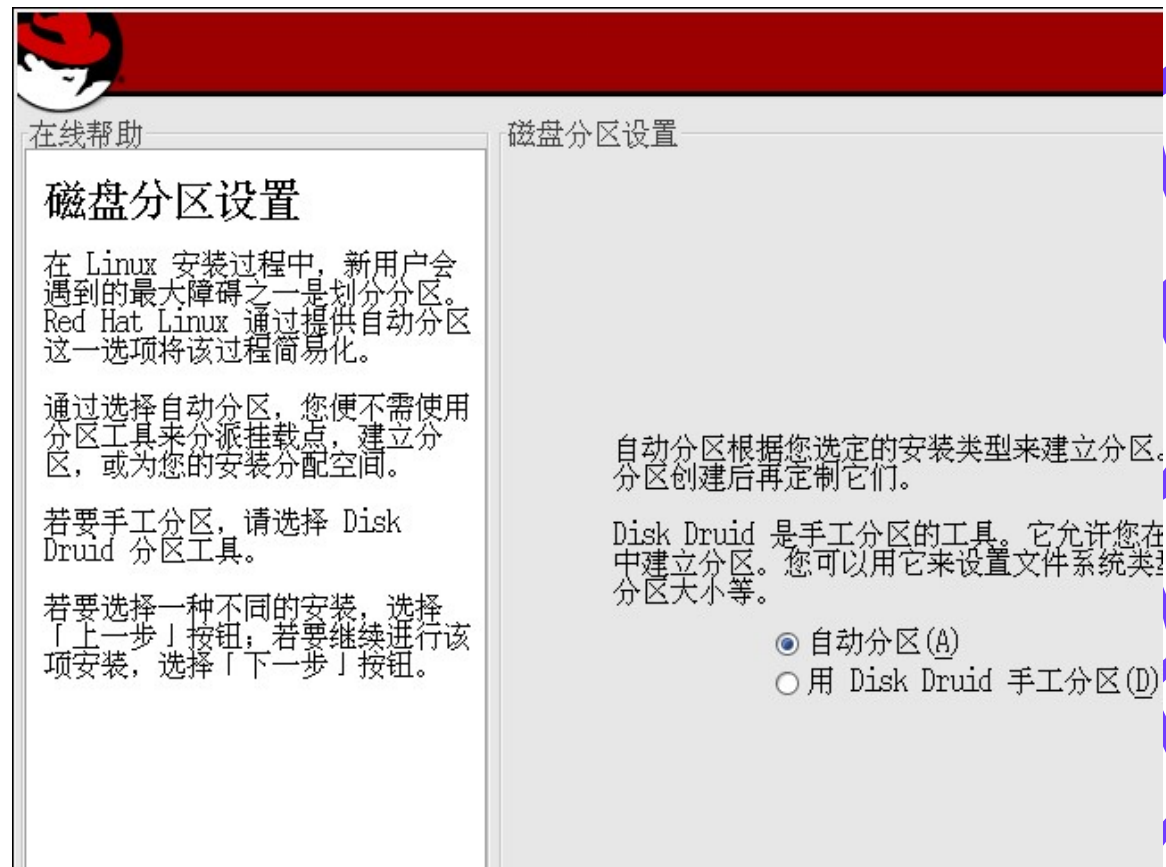 在线帮助
磁盘分区设置
在 Linux 安装过程中, 新用户会
遇到的最大障碍之一是划分分区。
Red Hat Linux 通过提供自动分区
这一选项将该过程简易化。
通过选择自动分区, 您便不需使用
分区工具来分派挂载点, 建立分
区, 或为您的安装分配空间。
若要手工分区, 请选择 Disk
Druid 分区工具。
若要选择一种不同的安装, 选择
「上一步」按钮; 若要继续进行该
项安装, 选择「下一步」按钮。
磁盘分区设置
自动分区根据您选定的安装类型来建立分区。
分区创建后再定制它们。
Disk Druid 是手工分区的工具。它允许您在
中建立分区。您可以用它来设置文件系统类型
分区大小等。
自动分区(A)
用 Disk Druid 手工分区(D)